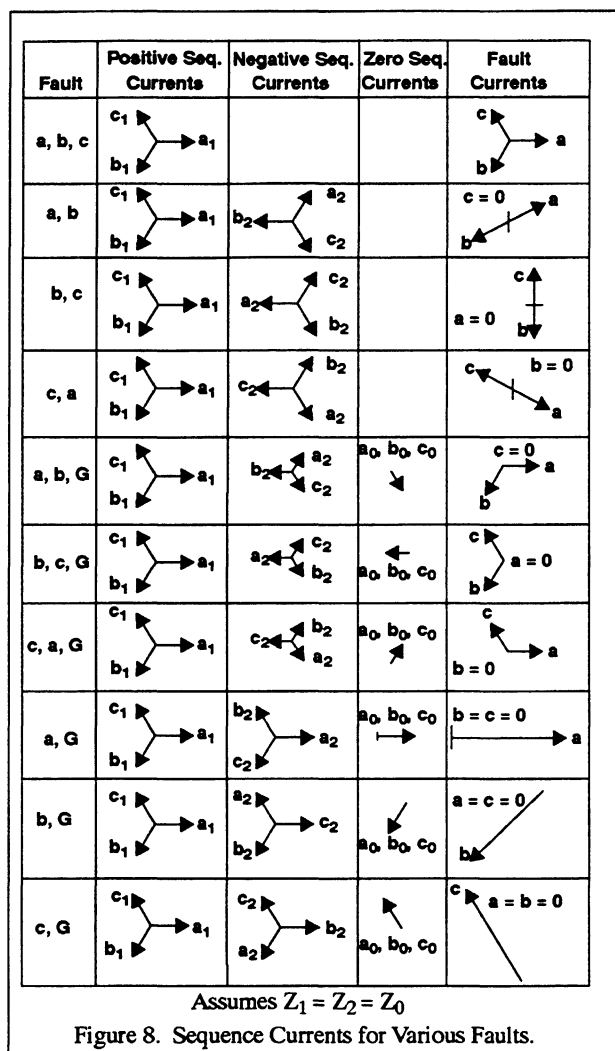 Fault Positive Seq. Currents Negative Seq. Currents Zero Seq. Currents Fault Currents
a, b, c c₁ b₁ a₁ c b a
a, b c₁ b₁ a₁ b₂ a₂ c₂ c = 0 a b
b, c c₁ b₁ a₁ a₂ c₂ b₂ c a = 0 b
c, a c₁ b₁ a₁ c₂ b₂ a₂ c b = 0 a
a, b, G c₁ b₁ a₁ b₂ a₂ c₂ a₀, b₀, c₀ c = 0 a b
b, c, G c₁ b₁ a₁ a₂ c₂ b₂ a₀, b₀, c₀ c a = 0 b
c, a, G c₁ b₁ a₁ c₂ b₂ a₂ a₀, b₀, c₀ c a b = 0
a, G c₁ b₁ a₁ b₂ c₂ a₂ a₀, b₀, c₀ b = c = 0 a
b, G c₁ b₁ a₁ a₂ b₂ c₂ a₀, b₀, c₀ a = c = 0 b
c, G c₁ b₁ a₁ c₂ a₂ b₂ a₀, b₀, c₀ c a = b = 0
Assumes Z₁ = Z₂ = Z₀
Figure 8. Sequence Currents for Various Faults.